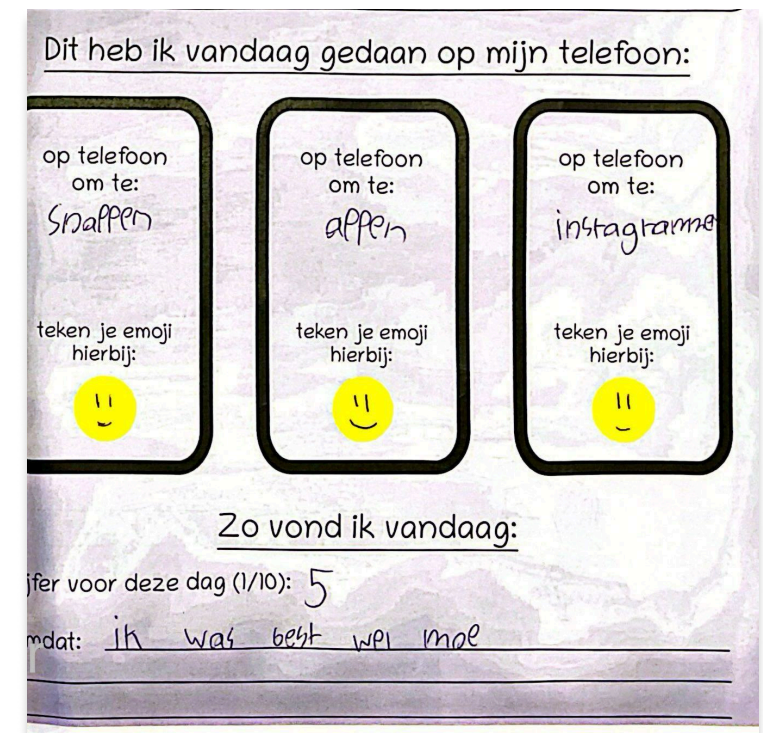 Dit heb ik vandaag gedaan op mijn telefoon:
op telefoon op telefoon op telefoon
om te: om te: om te:
Snappen appen instagramme
teken je emoji teken je emoji teken je emoji
hierbij: hierbij: hierbij:
Zo vond ik vandaag:
jfer voor deze dag (1/10): 5
mdat: ik was best wel moe